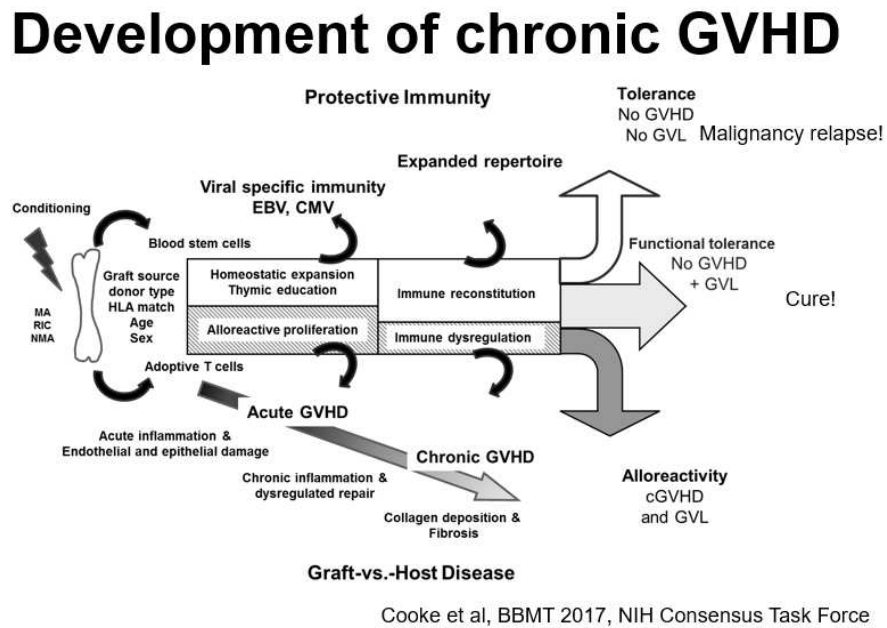 Development of chronic GVHD
Protective Immunity
Tolerance
No GVHD
No GVL
Malignancy relapse!
Expanded repertoire
Viral specific immunity
EBV, CMV
Conditioning
Blood stem cells
MA
RIC
NMA
Graft source
donor type
HLA match
Age
Sex
Homeostatic expansion
Thymic education
Immune reconstitution
Functional tolerance
No GVHD
+ GVL
Cure!
Alloreactive proliferation
Immune dysregulation
Adoptive T cells
Acute GVHD
Acute inflammation &
Endothelial and epithelial damage
Chronic GVHD
Chronic inflammation &
dysregulated repair
Alloreactivity
cGVHD
and GVL
Collagen deposition &
Fibrosis
Graft-vs.-Host Disease
Cooke et al, BBMT 2017, NIH Consensus Task Force